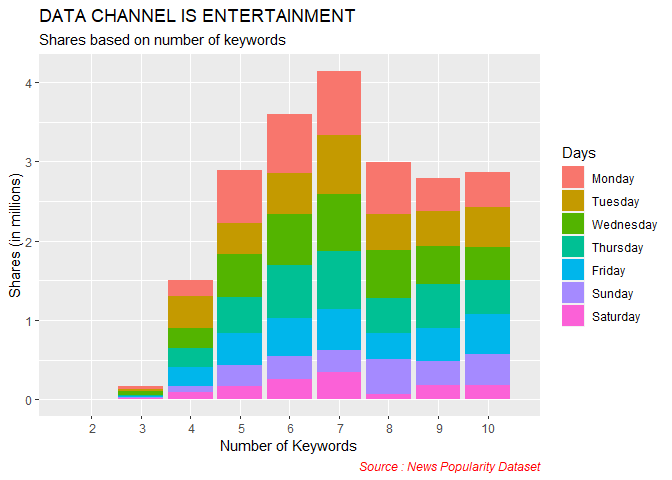 DATA CHANNEL IS ENTERTAINMENT
Shares based on number of keywords
Shares (in millions)
4
3
2
1
0
2 3 4 5 6 7 8 9 10
Number of Keywords
Days
Monday
Tuesday
Wednesday
Thursday
Friday
Sunday
Saturday
Source : News Popularity Dataset